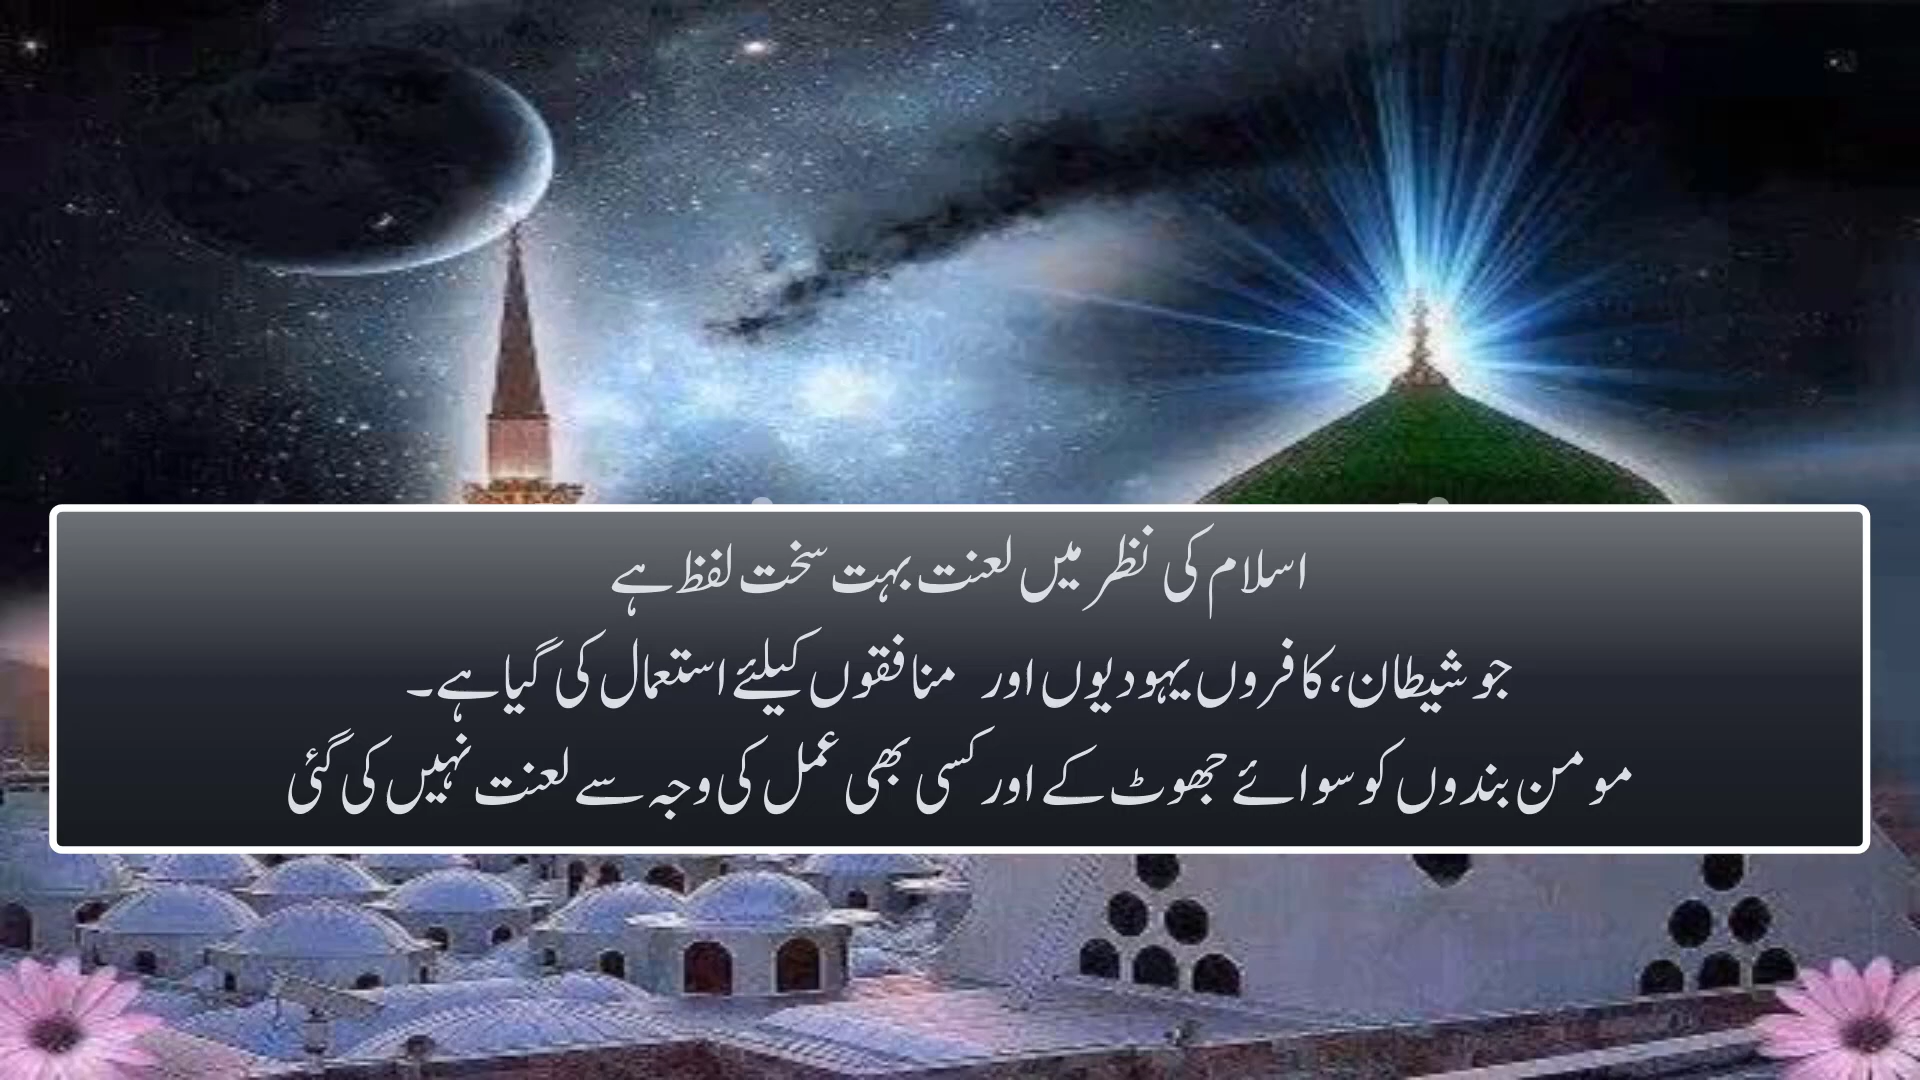 اسلام کی نظر میں لعنت بہت سخت لفظ ہے
جو شیطان، کافروں یہودیوں اور منافقوں کیلئے استعمال کی گیا ہے۔
مومن بندوں کو سوائے جھوٹ کے اور کسی بھی عمل کی وجہ سے لعنت نہیں کی گئی